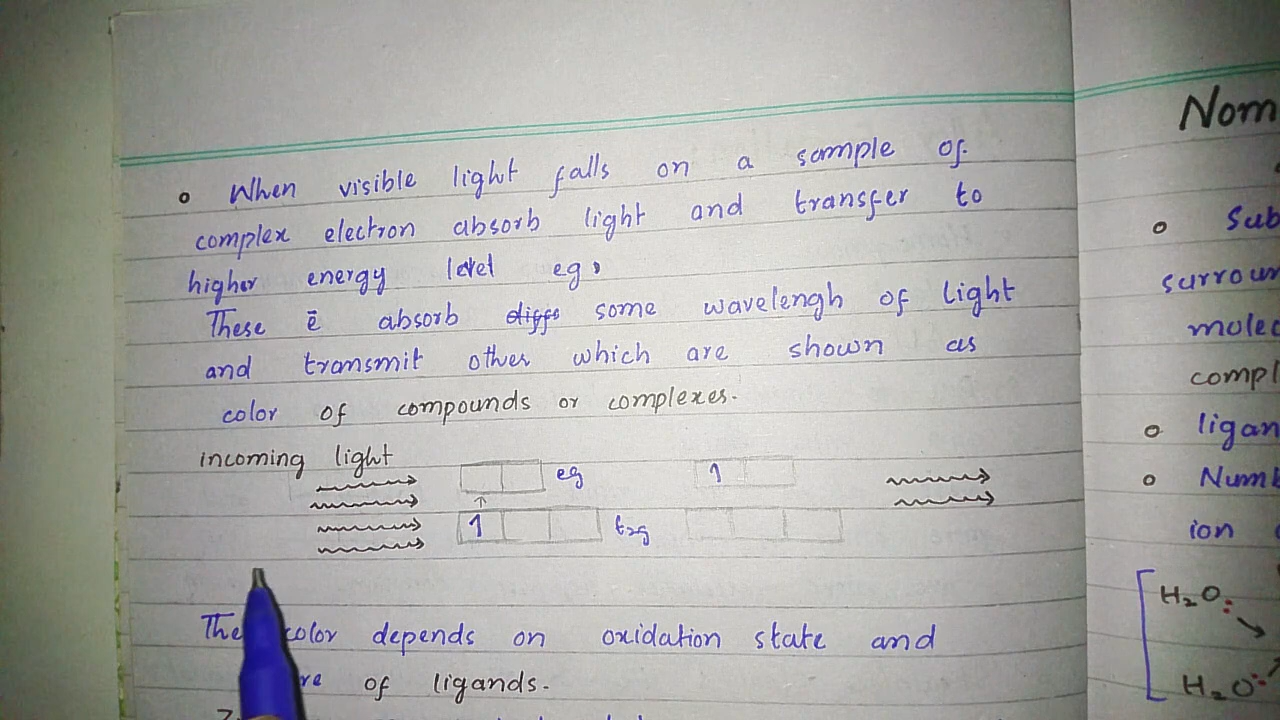 o When visible light falls on a sample of
complex electron absorb light and transfer to
higher energy level eg,
These ē absorb some wavelengh of light
and transmit other which are shown as
color of compounds or complexes.
incoming light
eg
1
1
t2g
The color depends on oxidation state and
of ligands.
Nom
o Sub
surroun
molec
compl
o ligan
o Numb
ion
H2O:
H2O: